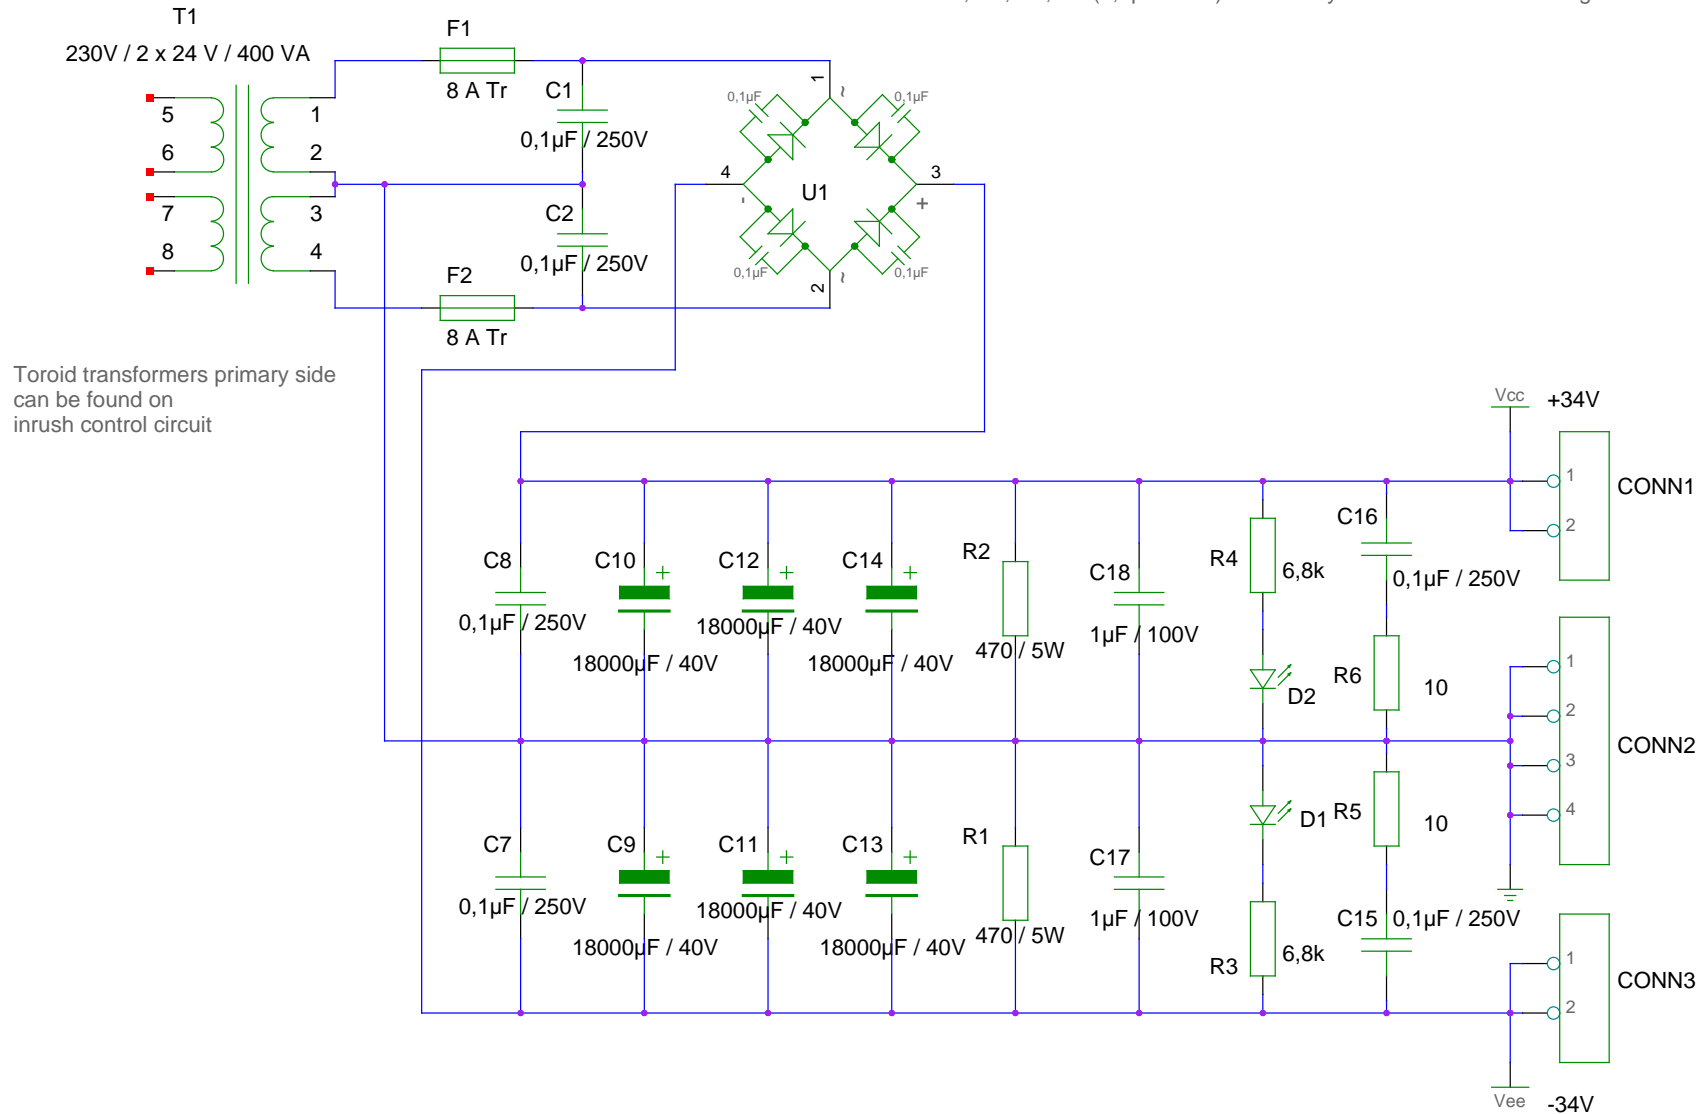 T1
230V / 2 x 24 V / 400 VA
F1
8 A Tr
C1
0,1µF / 250V
5
6
7
8
1
2
3
4
C2
0,1µF / 250V
F2
8 A Tr
0,1µF
0,1µF
1
~
4
-
U1
3
+
0,1µF
0,1µF
2
~
Toroid transformers primary side
can be found on
inrush control circuit
Vcc
+34V
1
2
CONN1
C8
0,1µF / 250V
C10
+
18000µF / 40V
C12
+
18000µF / 40V
C14
+
18000µF / 40V
R2
470 / 5W
C18
1µF / 100V
R4
6,8k
D2
C16
0,1µF / 250V
R6
10
1
2
3
4
CONN2
C7
0,1µF / 250V
C9
+
18000µF / 40V
C11
+
18000µF / 40V
C13
+
18000µF / 40V
R1
470 / 5W
C17
1µF / 100V
D1
R3
6,8k
R5
10
C15
0,1µF / 250V
1
2
CONN3
Vee
-34V